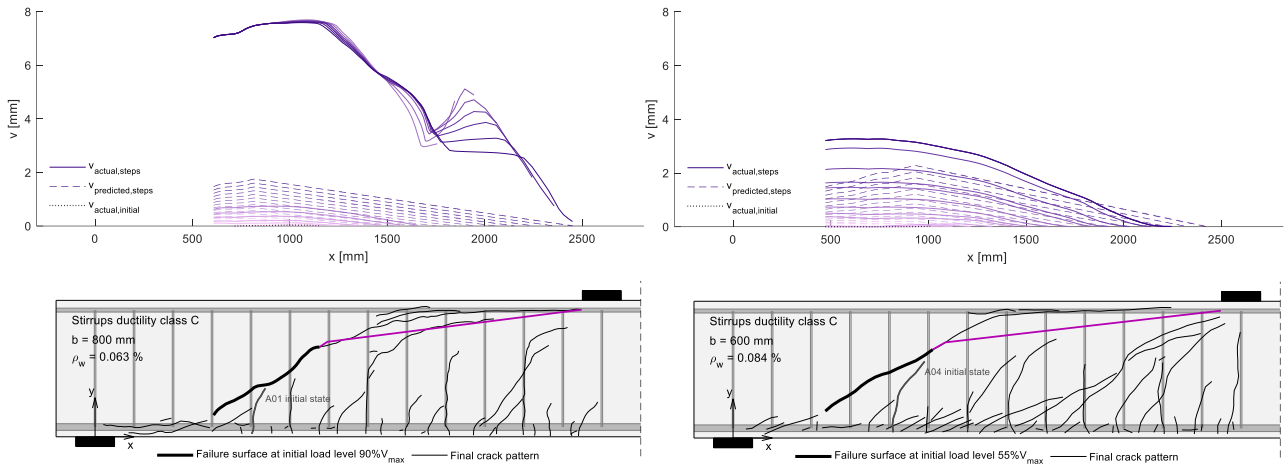 8
6
4
2
0
v [mm]
v_actual,steps
v_predicted,steps
v_actual,initial
0 500 1000 1500 2000 2500
x [mm]
8
6
4
2
0
v [mm]
v_actual,steps
v_predicted,steps
v_actual,initial
0 500 1000 1500 2000 2500
x [mm]
Stirrups ductility class C
b = 800 mm
ρ_w = 0.063 %
A01 initial state
y
x
Failure surface at initial load level 90%V_max
Final crack pattern
Stirrups ductility class C
b = 600 mm
ρ_w = 0.084 %
A04 initial state
y
x
Failure surface at initial load level 55%V_max
Final crack pattern